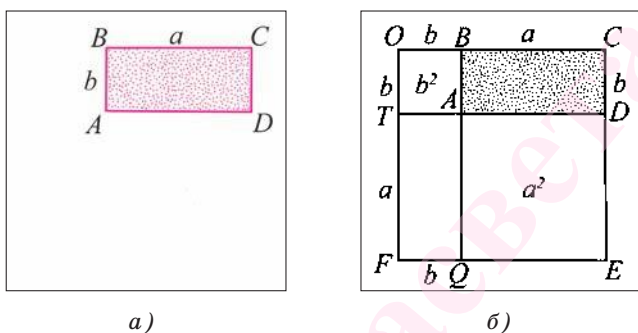 B a C
b
A D
O b B a C
b b² b
T A D
a a²
F b Q E
а)
б)